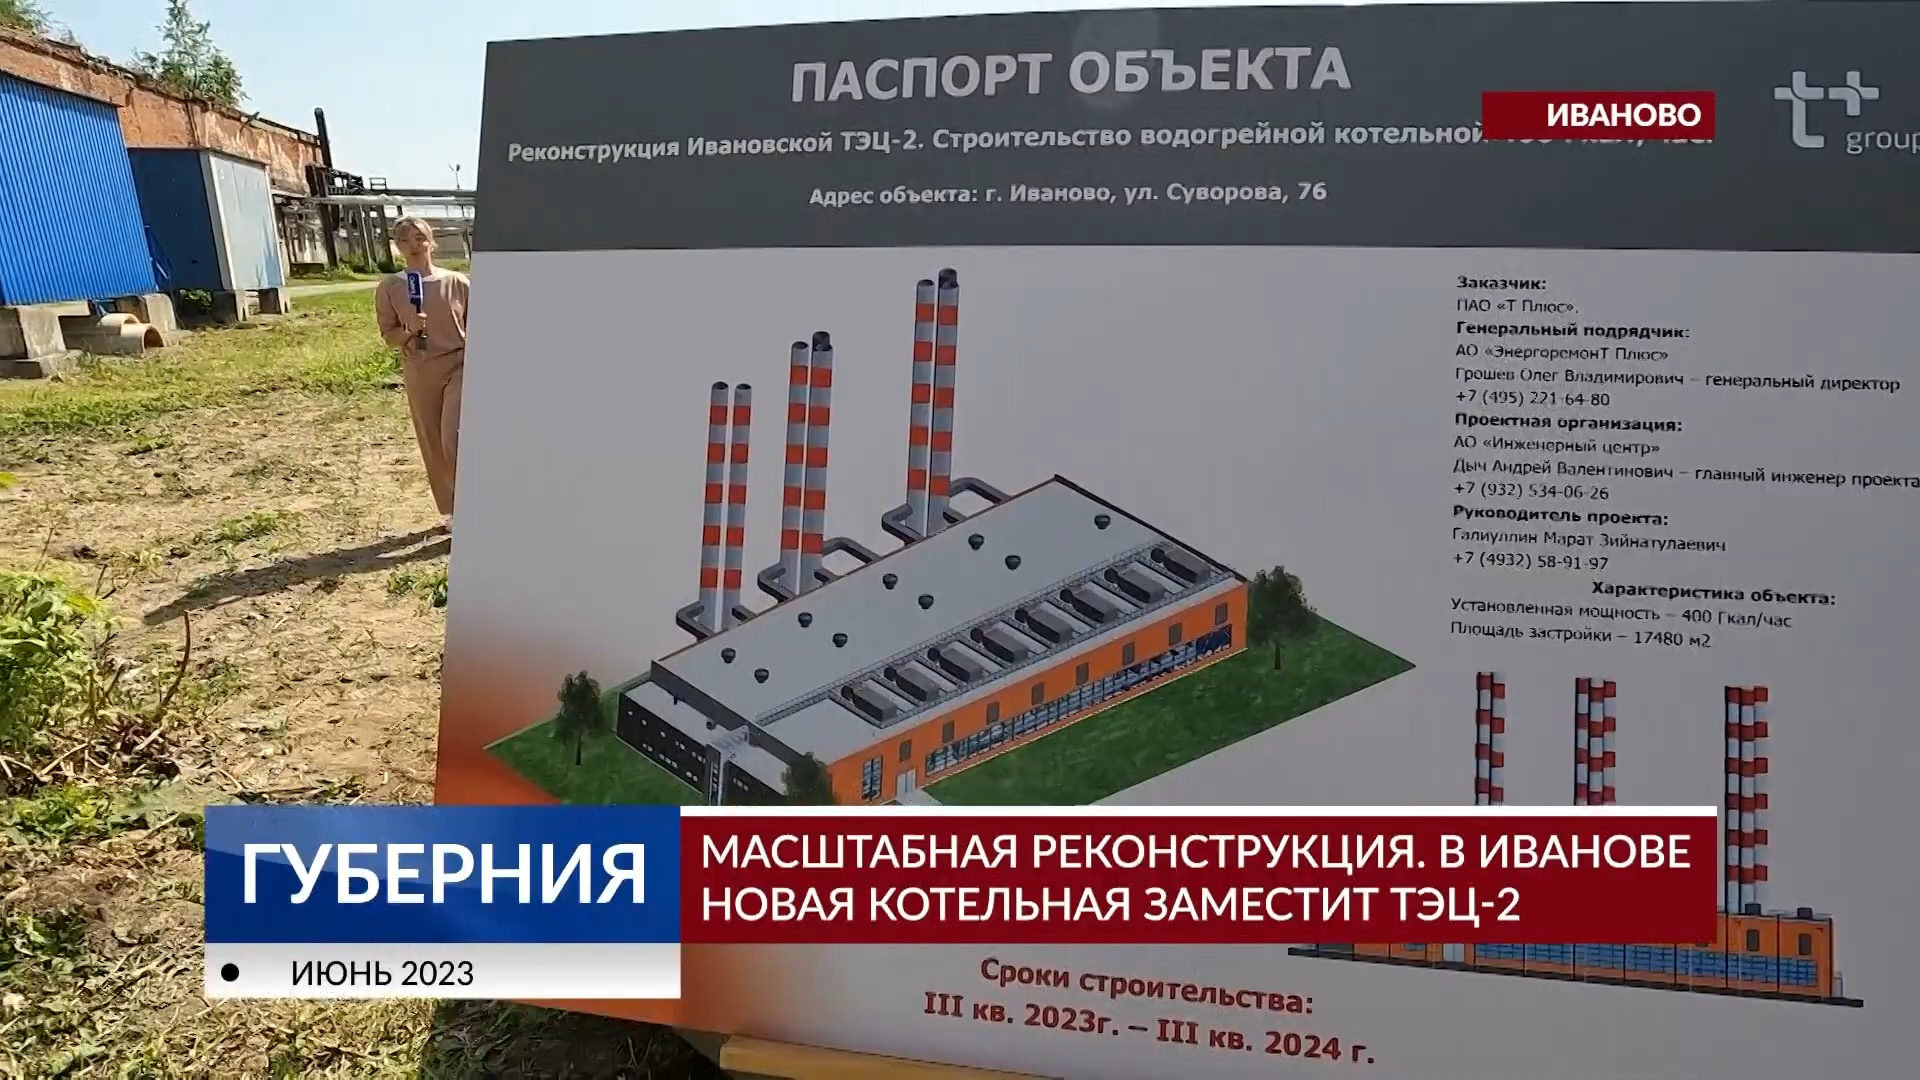 ПАСПОРТ ОБЪЕКТА
ИВАНОВО
t+ group
Реконструкция Ивановской ТЭЦ-2. Строительство водогрейной котельной
Адрес объекта: г. Иваново, ул. Суворова, 76
Заказчик:
ПАО «Т Плюс».
Генеральный подрядчик:
АО «ЭнергоремонТ Плюс»
Грошев Олег Владимирович – генеральный директор
+7 (495) 221-64-80
Проектная организация:
АО «Инженерный центр»
Дыч Андрей Валентинович – главный инженер проекта
+7 (932) 534-06-26
Руководитель проекта:
Галиуллин Марат Зийнатулаевич
+7 (4932) 58-91-97
Характеристика объекта:
Установленная мощность – 400 Гкал/час
Площадь застройки – 17480 м2
ГУБЕРНИЯ
МАСШТАБНАЯ РЕКОНСТРУКЦИЯ. В ИВАНОВЕ
НОВАЯ КОТЕЛЬНАЯ ЗАМЕСТИТ ТЭЦ-2
ИЮНЬ 2023
Сроки строительства:
III кв. 2023г. – III кв. 2024 г.